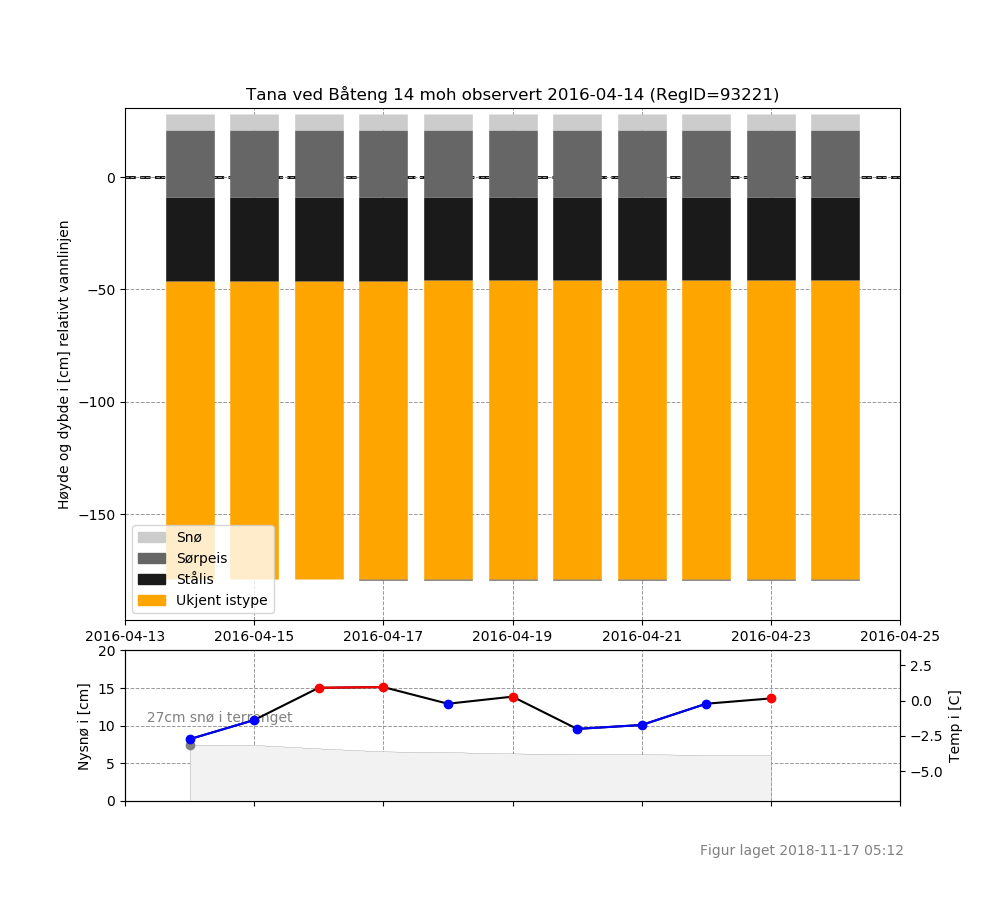 Tana ved Båteng 14 moh observert 2016-04-14 (RegID=93221)
Høyde og dybde i [cm] relativt vannlinjen
0
−50
−100
−150
Snø
Sørpeis
Stålis
Ukjent istype
2016-04-13 2016-04-15 2016-04-17 2016-04-19 2016-04-21 2016-04-23 2016-04-25
Nysnø i [cm]
20
15
10
5
0
27cm snø i terrenget
2.5
0.0
−2.5
−5.0
Temp i [C]
Figur laget 2018-11-17 05:12